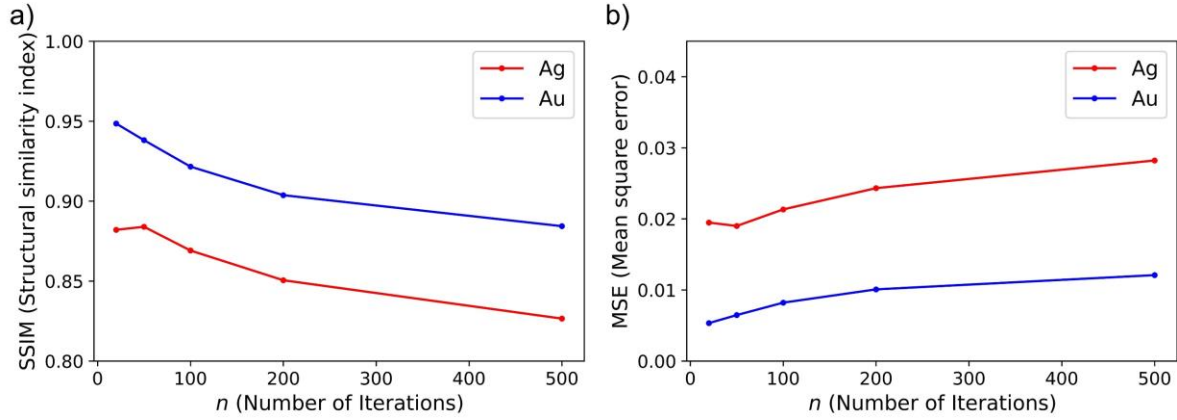 a)
SSIM (Structural similarity index)
1.00
0.95
0.90
0.85
0.80
0
100
200
300
400
500
n (Number of Iterations)
Ag
Au
b)
MSE (Mean square error)
0.04
0.03
0.02
0.01
0.00
0
100
200
300
400
500
n (Number of Iterations)
Ag
Au